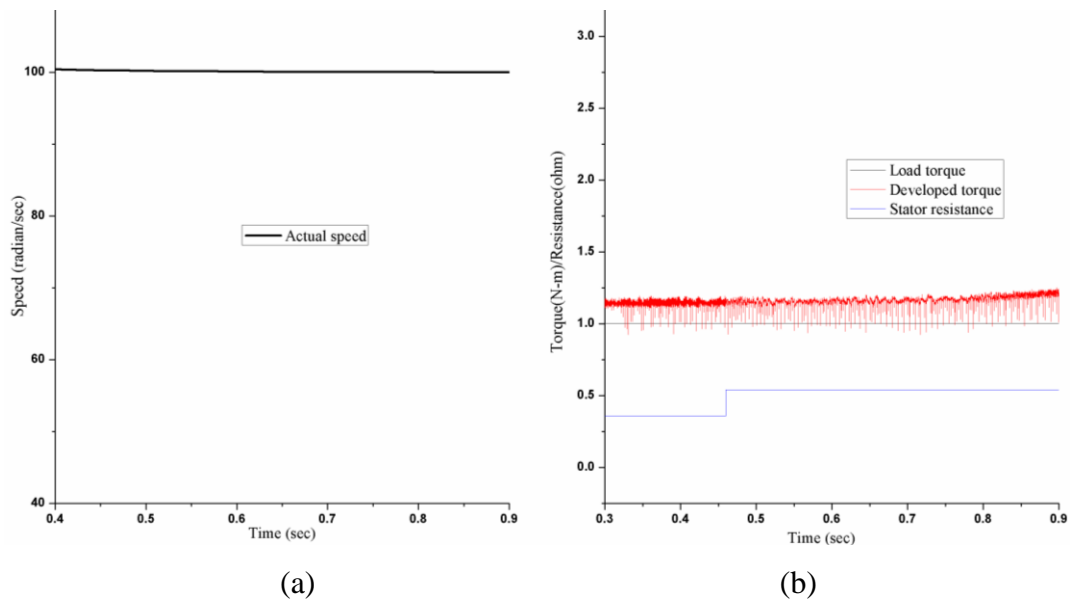 100
80
60
40
0.4
0.5
0.6
0.7
0.8
0.9
Speed (radian/sec)
Time (sec)
Actual speed
(a)
3.0
2.5
2.0
1.5
1.0
0.5
0.0
0.3
0.4
0.5
0.6
0.7
0.8
0.9
Torque(N-m)/Resistance(ohm)
Time (sec)
Load torque
Developed torque
Stator resistance
(b)